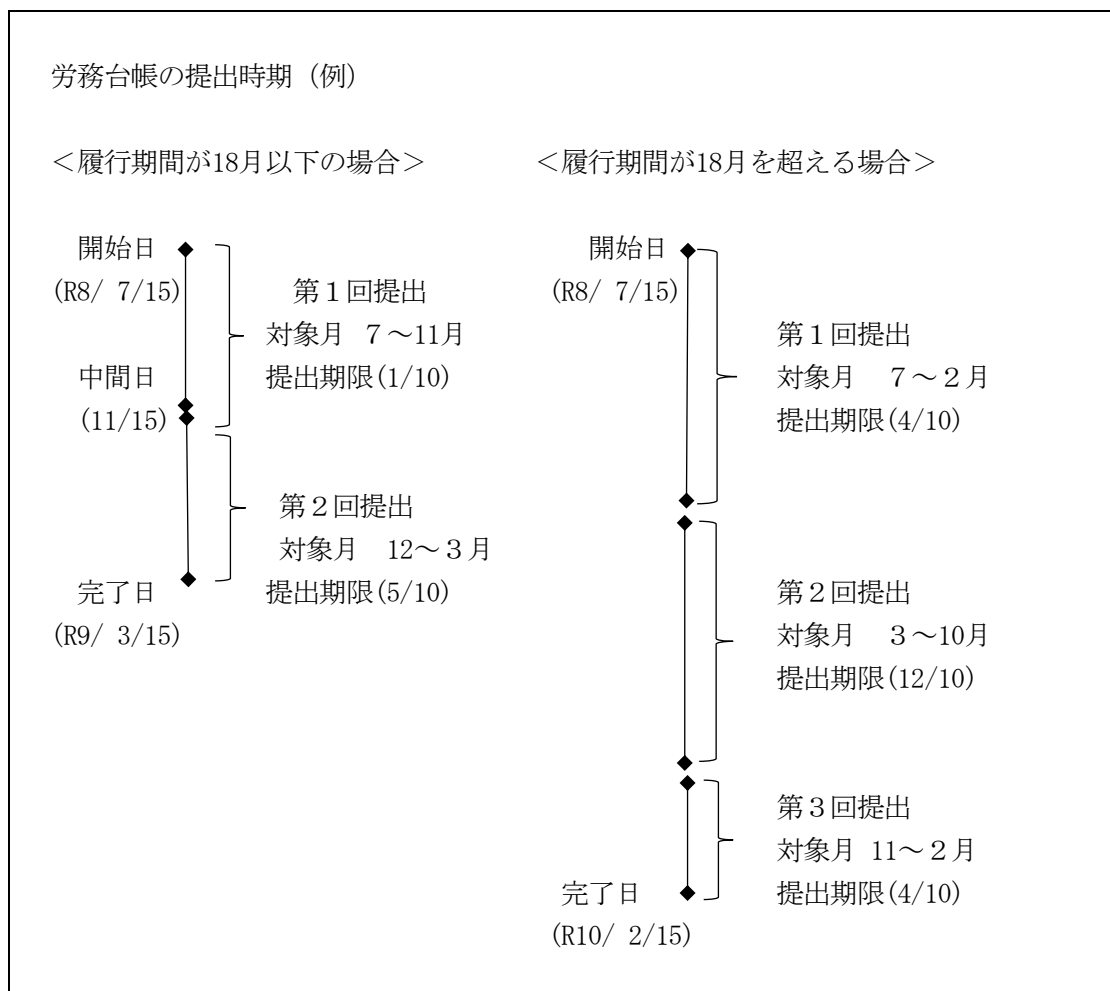 労務台帳の提出時期（例）
＜履行期間が18月以下の場合＞
開始日
(R8/ 7/15)
第１回提出
対象月 ７～11月
提出期限(1/10)
中間日
(11/15)
第２回提出
対象月 12～３月
提出期限(5/10)
完了日
(R9/ 3/15)
＜履行期間が18月を超える場合＞
開始日
(R8/ 7/15)
第１回提出
対象月 ７～２月
提出期限(4/10)
第２回提出
対象月 ３～10月
提出期限(12/10)
第３回提出
対象月 11～２月
提出期限(4/10)
完了日
(R10/ 2/15)